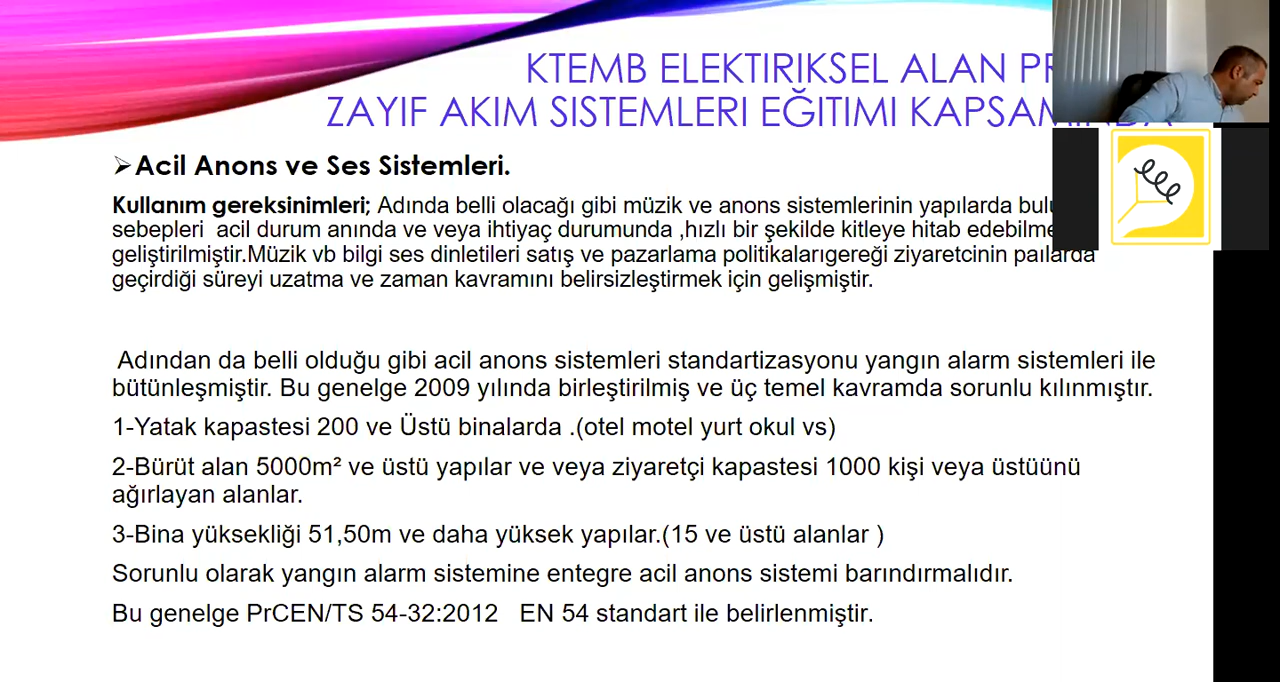 KTEMB ELEKTIRIKSEL ALAN
ZAYIF AKIM SISTEMLERI EĞITIMI KAPSAMINDA
➢Acil Anons ve Ses Sistemleri.
Kullanım gereksinimleri; Adında belli olacağı gibi müzik ve anons sistemlerinin yapılarda
sebepleri acil durum anında ve veya ihtiyaç durumunda ,hızlı bir şekilde kitleye hitab
geliştirilmiştir.Müzik vb bilgi ses dinletileri satış ve pazarlama politikalarıgereği ziyaretcinin
geçirdiği süreyi uzatma ve zaman kavramını belirsizleştirmek için gelişmiştir.
Adından da belli olduğu gibi acil anons sistemleri standartizasyonu yangın alarm sistemleri ile
bütünleşmiştir. Bu genelge 2009 yılında birleştirilmiş ve üç temel kavramda sorunlu kılınmıştır.
1-Yatak kapastesi 200 ve Üstü binalarda .(otel motel yurt okul vs)
2-Bürüt alan 5000m² ve üstü yapılar ve veya ziyaretçi kapastesi 1000 kişi veya üstüünü
ağırlayan alanlar.
3-Bina yüksekliği 51,50m ve daha yüksek yapılar.(15 ve üstü alanlar )
Sorunlu olarak yangın alarm sistemine entegre acil anons sistemi barındırmalıdır.
Bu genelge PrCEN/TS 54-32:2012 EN 54 standart ile belirlenmiştir.